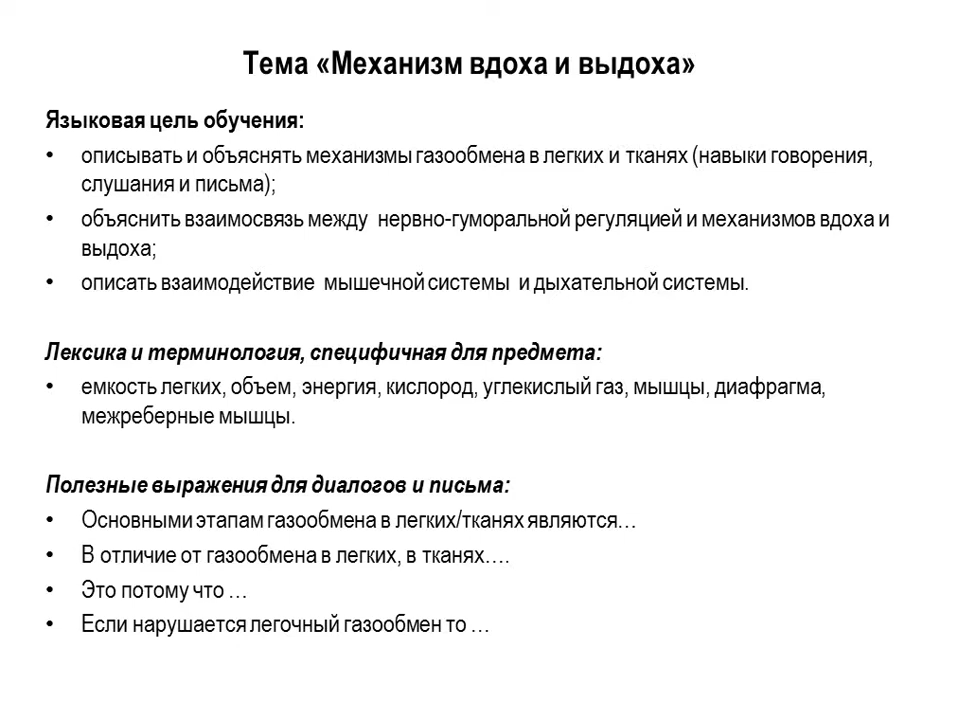 Тема «Механизм вдоха и выдоха»
Языковая цель обучения:
• описывать и объяснять механизмы газообмена в легких и тканях (навыки говорения,
слушания и письма);
• объяснить взаимосвязь между нервно-гуморальной регуляцией и механизмов вдоха и
выдоха;
• описать взаимодействие мышечной системы и дыхательной системы.
Лексика и терминология, специфичная для предмета:
• емкость легких, объем, энергия, кислород, углекислый газ, мышцы, диафрагма,
межреберные мышцы.
Полезные выражения для диалогов и письма:
• Основными этапам газообмена в легких/тканях являются…
• В отличие от газообмена в легких, в тканях….
• Это потому что …
• Если нарушается легочный газообмен то …